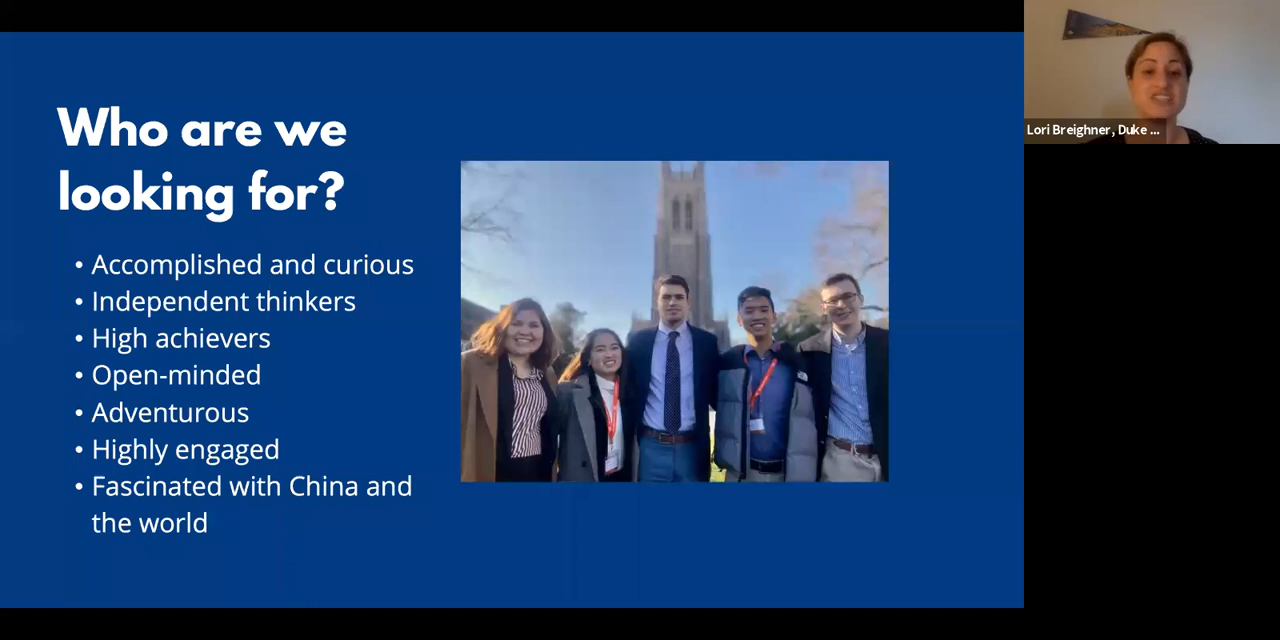 Who are we
looking for?
• Accomplished and curious
• Independent thinkers
• High achievers
• Open-minded
• Adventurous
• Highly engaged
• Fascinated with China and
the world
Lori Breighner, Duke ...